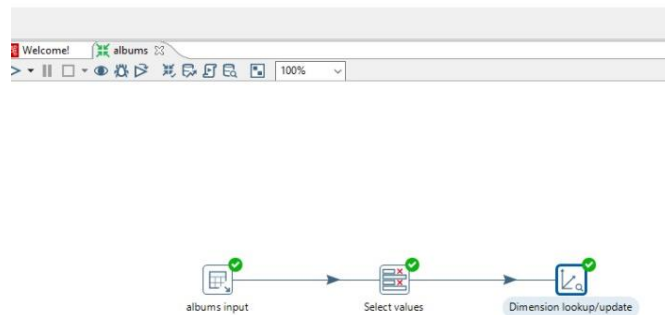 Welcome! albums
100%
albums input Select values Dimension lookup/update